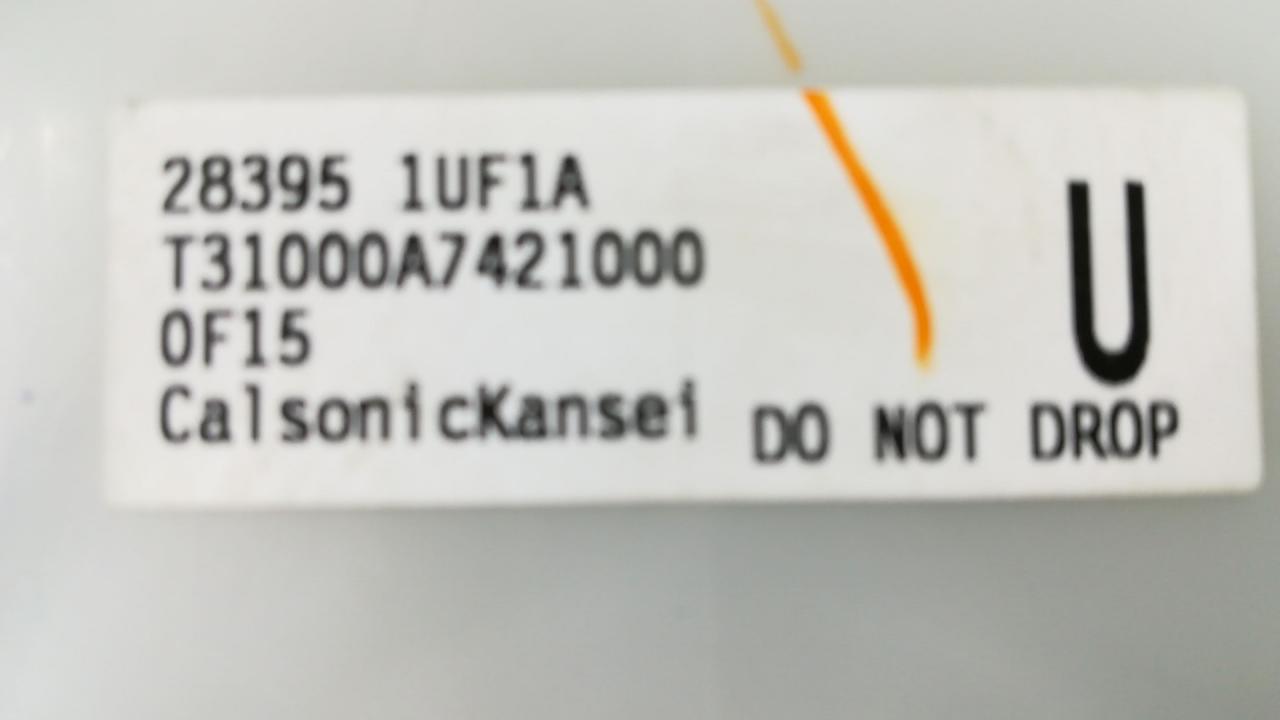 28395 1UF1A
T31000A7421000
0F15
CalsonicKansei
U
DO NOT DROP